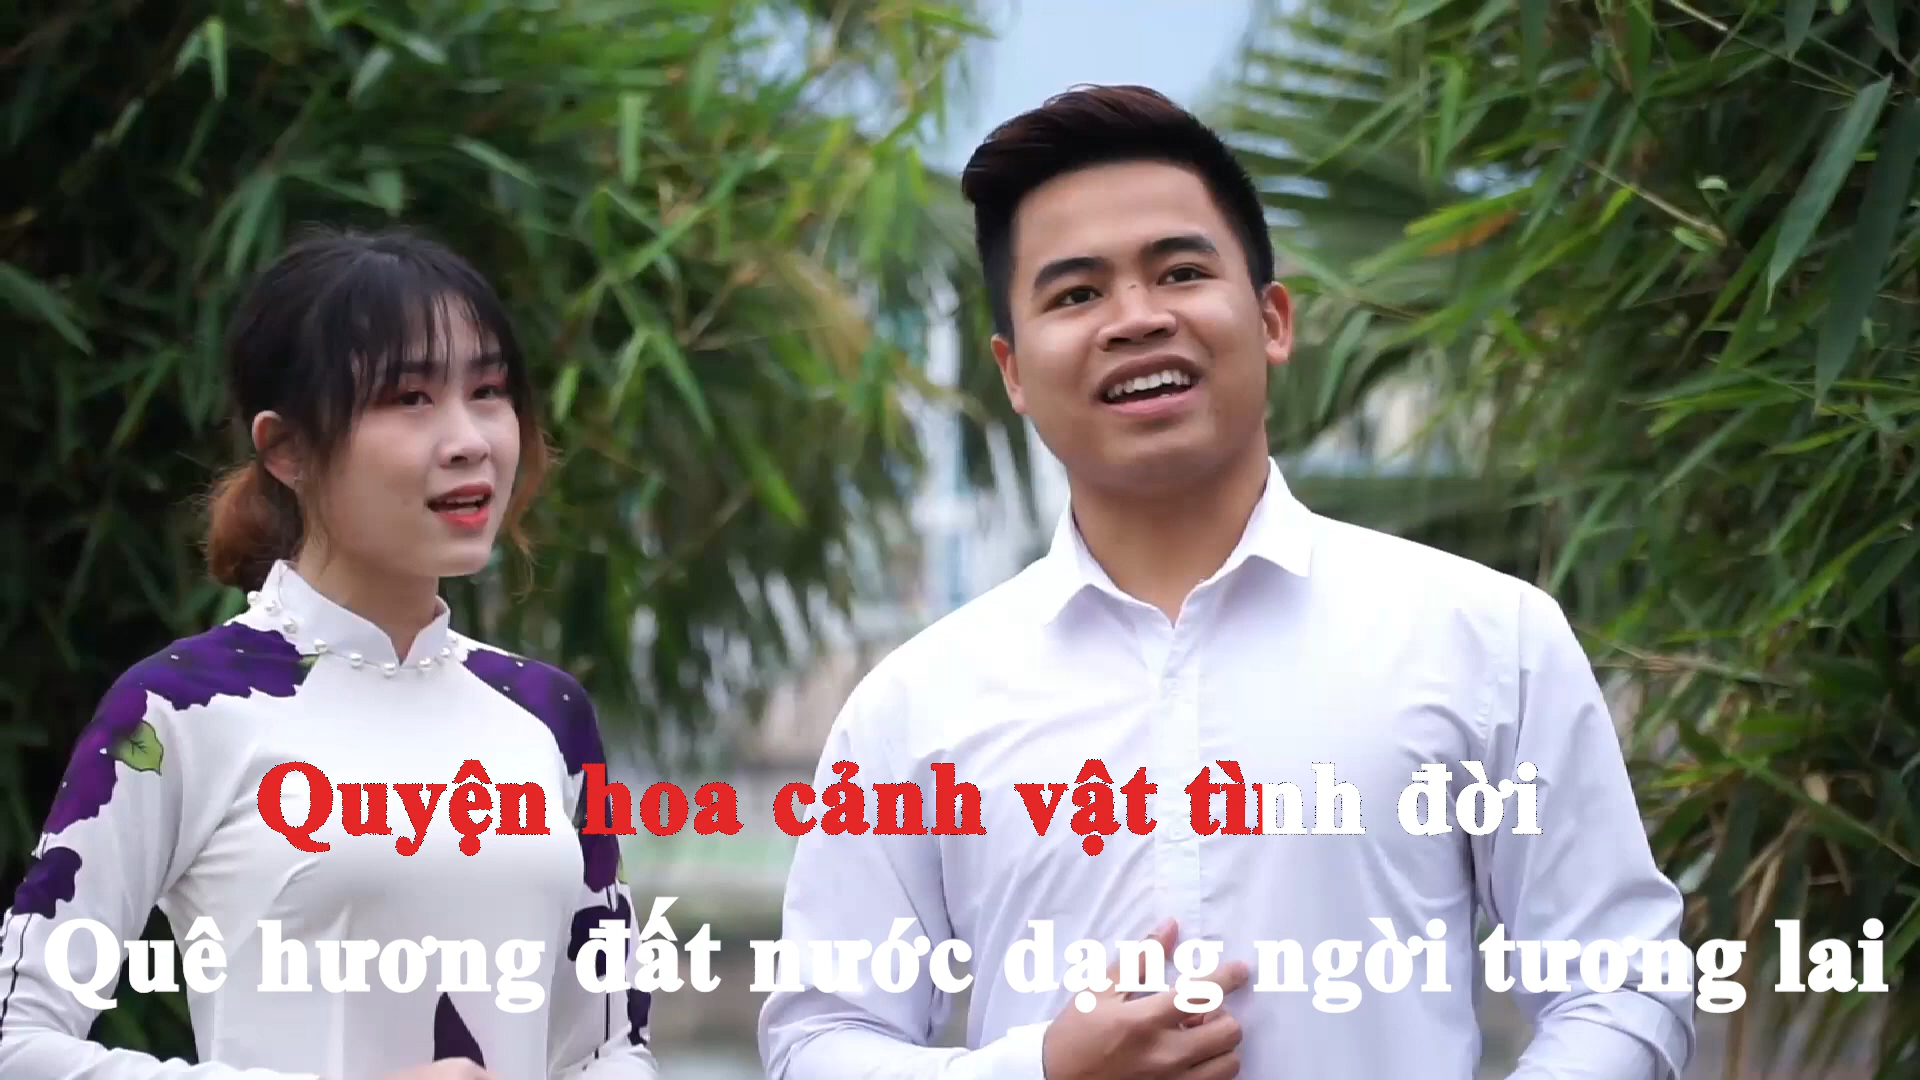 Quyện hoa cảnh vật tình đời
Quê hương đất nước dạng ngời tương lai